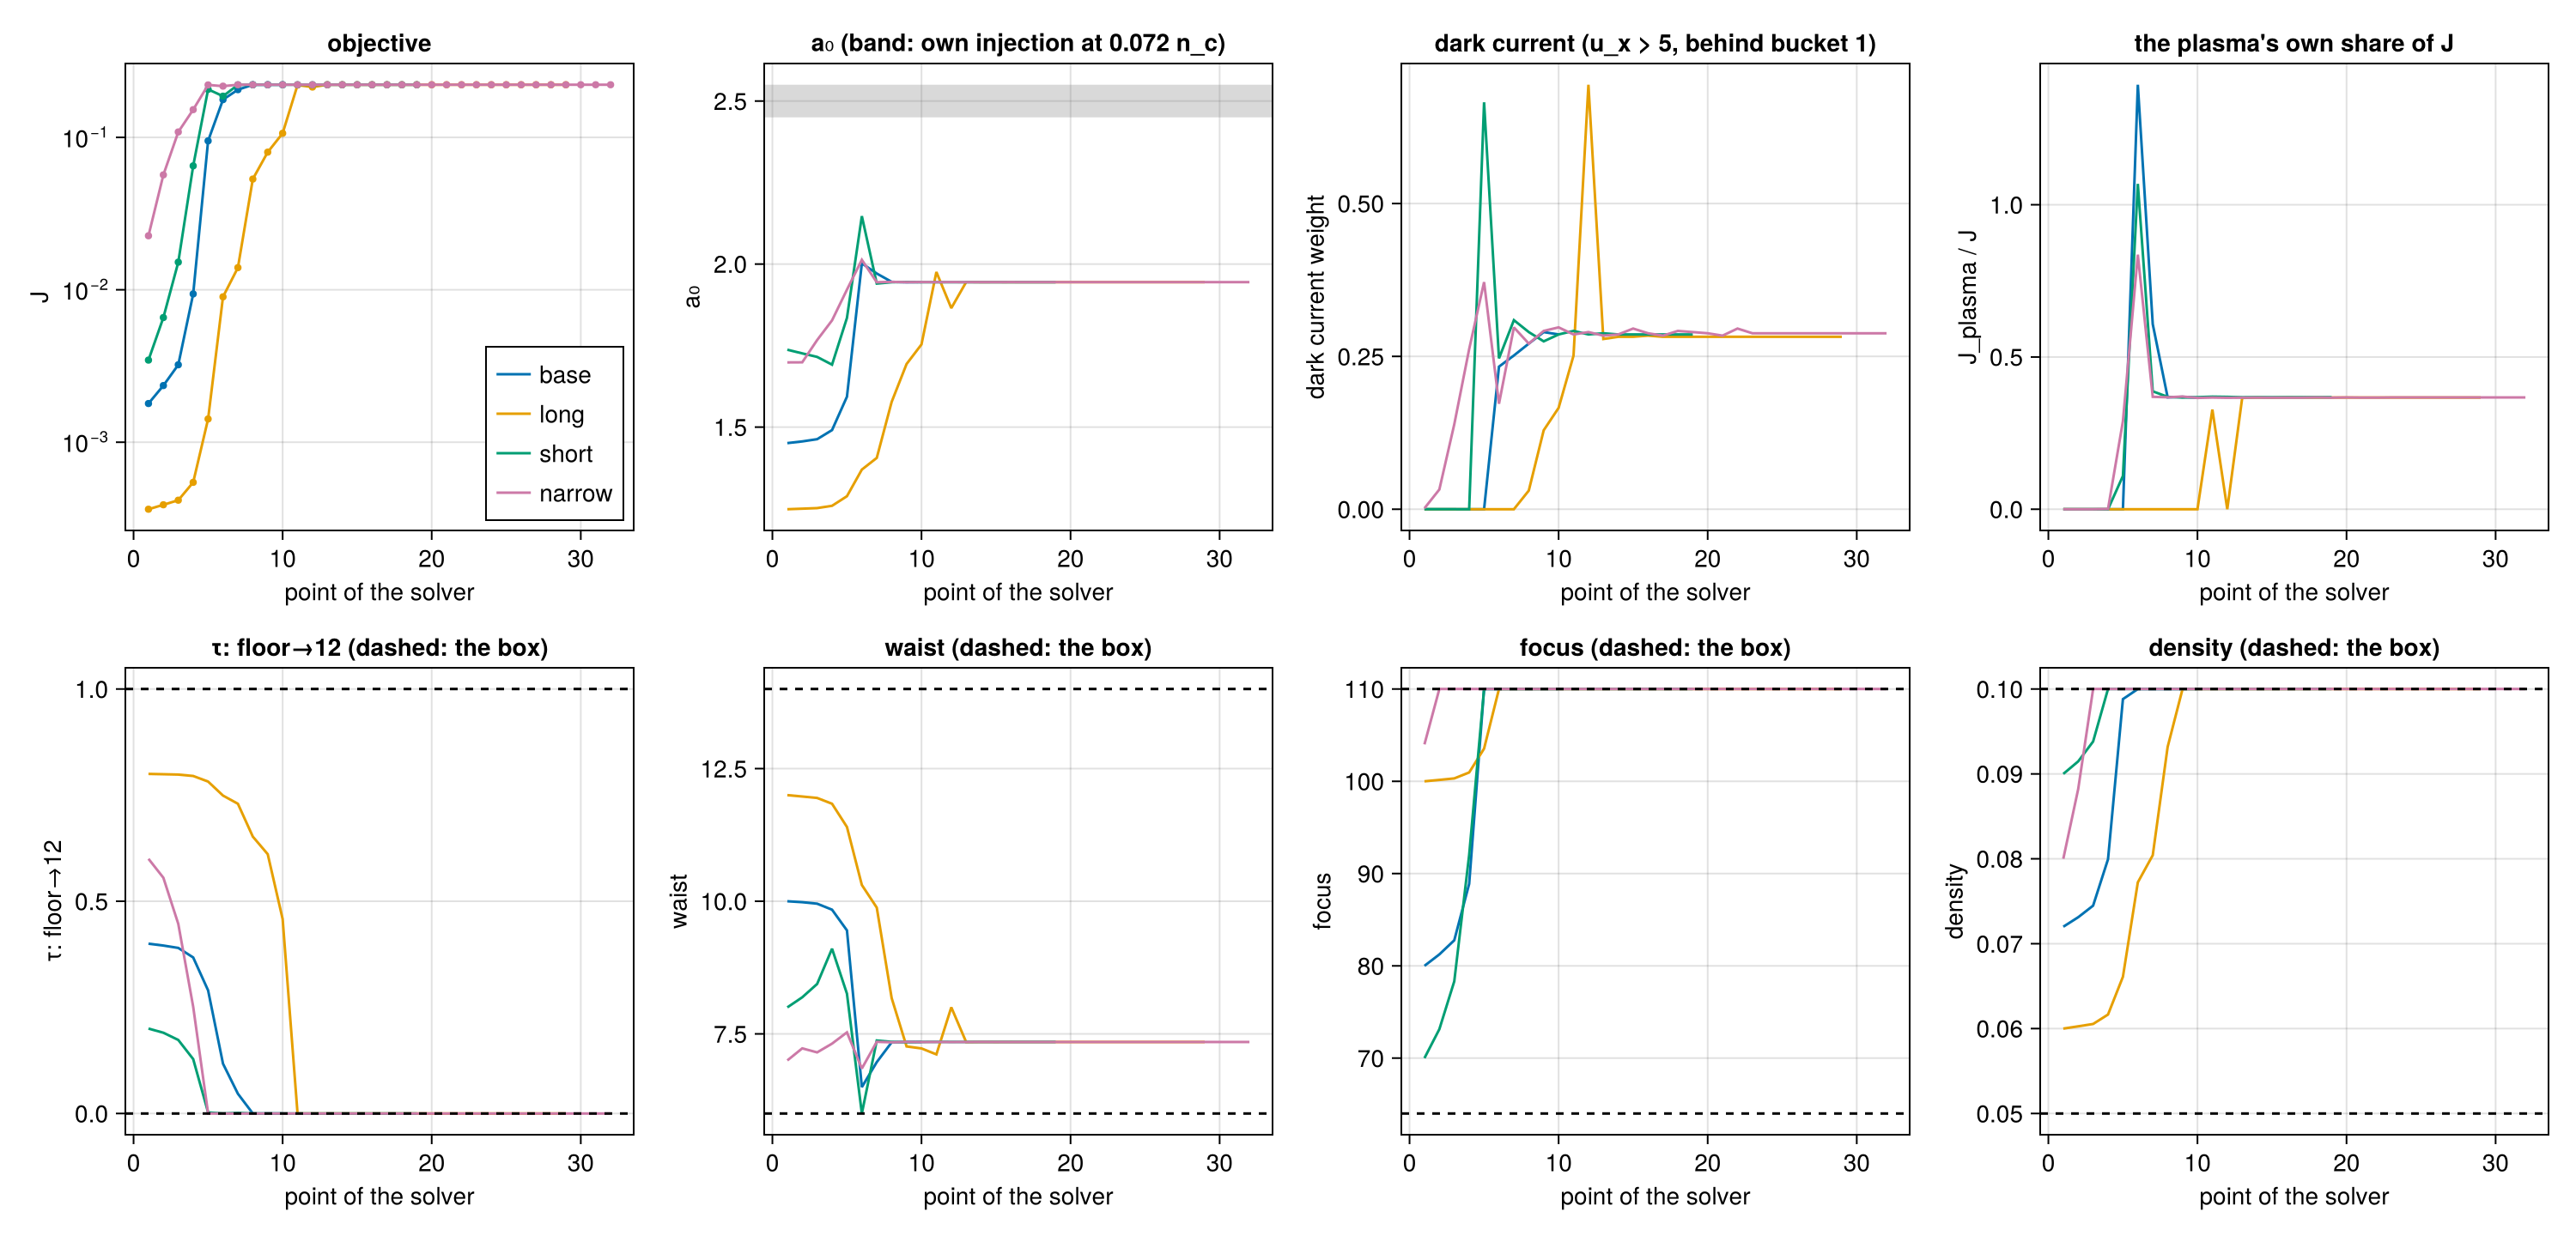 objective
J
10⁻¹
10⁻²
10⁻³
base
long
short
narrow
0 10 20 30
point of the solver
a₀ (band: own injection at 0.072 n_c)
a₀
2.5
2.0
1.5
0 10 20 30
point of the solver
dark current (u_x > 5, behind bucket 1)
dark current weight
0.50
0.25
0.00
0 10 20 30
point of the solver
the plasma's own share of J
J_plasma / J
1.0
0.5
0.0
0 10 20 30
point of the solver
τ: floor→12 (dashed: the box)
τ: floor→12
1.0
0.5
0.0
0 10 20 30
point of the solver
waist (dashed: the box)
waist
12.5
10.0
7.5
0 10 20 30
point of the solver
focus (dashed: the box)
focus
110
100
90
80
70
0 10 20 30
point of the solver
density (dashed: the box)
density
0.10
0.09
0.08
0.07
0.06
0.05
0 10 20 30
point of the solver